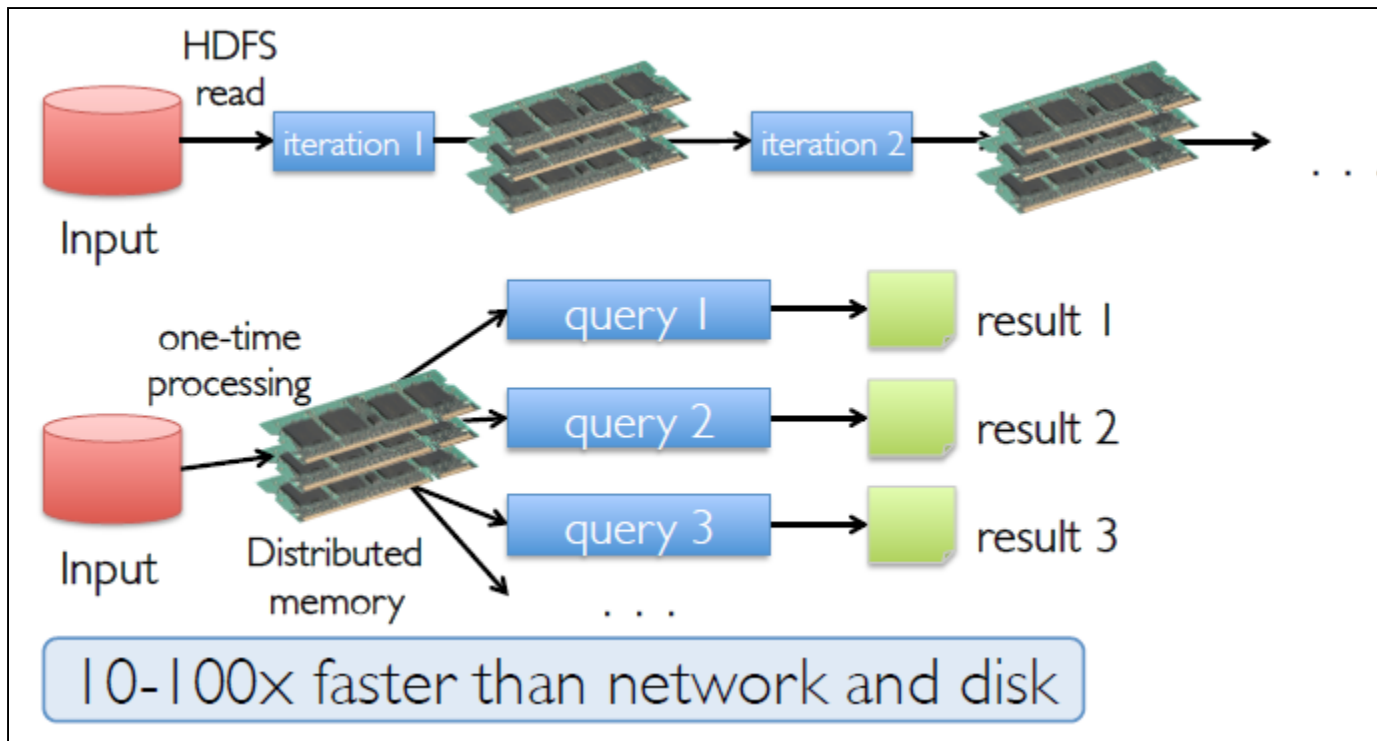 HDFS
read
iteration 1
iteration 2
. . .
Input
query 1
result 1
one-time
processing
query 2
result 2
query 3
result 3
Input
Distributed
memory
. . .
10-100x faster than network and disk